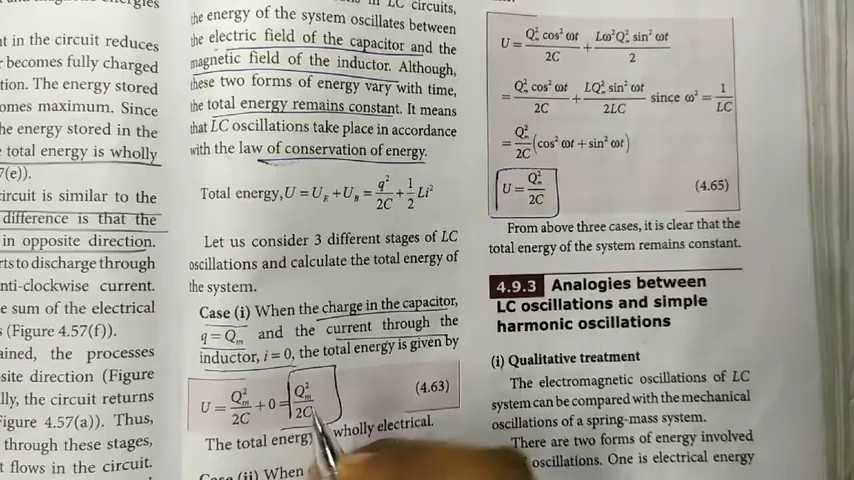 nt in the circuit reduces
becomes fully charged
tion. The energy stored
omes maximum. Since
he energy stored in the
total energy is wholly
7(e)).
ircuit is similar to the
difference is that the
in opposite direction.
rts to discharge through
nti-clockwise current.
e sum of the electrical
s (Figure 4.57(f)).
ained, the processes
site direction (Figure
lly, the circuit returns
igure 4.57(a)). Thus,
through these stages,
t flows in the circuit.
in LC circuits,
the energy of the system oscillates between
the electric field of the capacitor and the
magnetic field of the inductor. Although,
these two forms of energy vary with time,
the total energy remains constant. It means
that LC oscillations take place in accordance
with the law of conservation of energy.
Total energy, U = U_E + U_B = q²/2C + 1/2 Li²
Let us consider 3 different stages of LC
oscillations and calculate the total energy of
the system.
Case (i) When the charge in the capacitor,
q = Q_m and the current through the
inductor, i = 0, the total energy is given by
U = Q_m²/2C + 0 = Q_m²/2C (4.63)
The total energy wholly electrical.
Case (ii) When
U = Q_m² cos² ωt/2C + Lω²Q_m² sin² ωt/2
= Q_m² cos² ωt/2C + LQ_m² sin² ωt/2LC since ω² = 1/LC
= Q_m²/2C (cos² ωt + sin² ωt)
U = Q_m²/2C (4.65)
From above three cases, it is clear that the
total energy of the system remains constant.
4.9.3 Analogies between
LC oscillations and simple
harmonic oscillations
(i) Qualitative treatment
The electromagnetic oscillations of LC
system can be compared with the mechanical
oscillations of a spring-mass system.
There are two forms of energy involved
oscillations. One is electrical energy